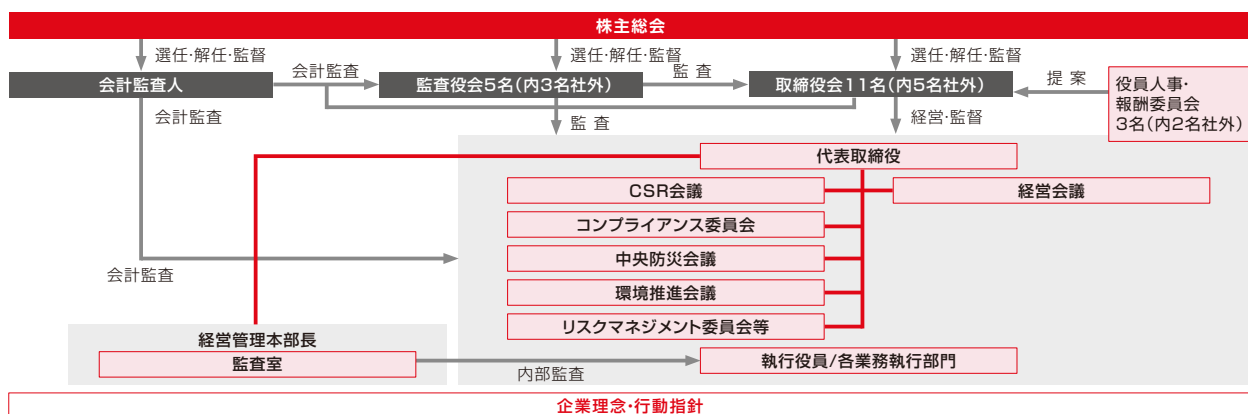 株主総会
選任・解任・監督
選任・解任・監督
選任・解任・監督
会計監査人
会計監査
監査役会5名(内3名社外)
監 査
取締役会11名(内5名社外)
提 案
役員人事・
報酬委員会
3名(内2名社外)
会計監査
監 査
経営・監督
代表取締役
CSR会議
経営会議
コンプライアンス委員会
中央防災会議
会計監査
環境推進会議
リスクマネジメント委員会等
経営管理本部長
監査室
内部監査
執行役員/各業務執行部門
企業理念・行動指針